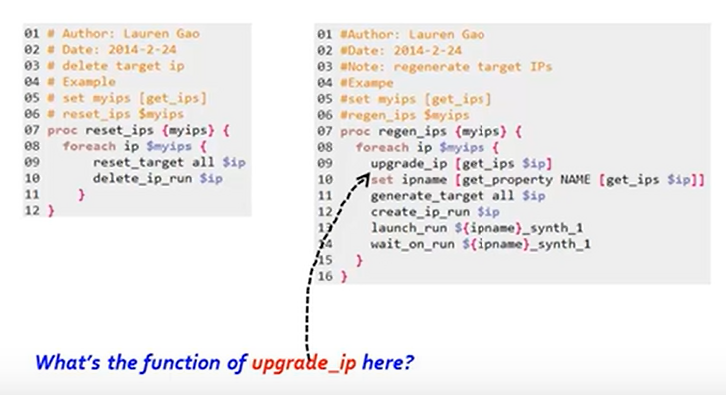 01 # Author: Lauren Gao
02 # Date: 2014-2-24
03 # delete target ip
04 # Example
05 # set myips [get_ips]
06 # reset_ips $myips
07 proc reset_ips {myips} {
08 foreach ip $myips {
09 reset_target all $ip
10 delete_ip_run $ip
11 }
12 }
01 #Author: Lauren Gao
02 #Date: 2014-2-24
03 #Note: regenerate target IPs
04 #Exampe
05 #set myips [get_ips]
06 #regen_ips $myips
07 proc regen_ips {myips} {
08 foreach ip $myips {
09 upgrade_ip [get_ips $ip]
10 set ipname [get_property NAME [get_ips $ip]]
11 generate_target all $ip
12 create_ip_run $ip
13 launch_run ${ipname}_synth_1
14 wait_on_run ${ipname}_synth_1
15 }
16 }
What's the function of upgrade_ip here?